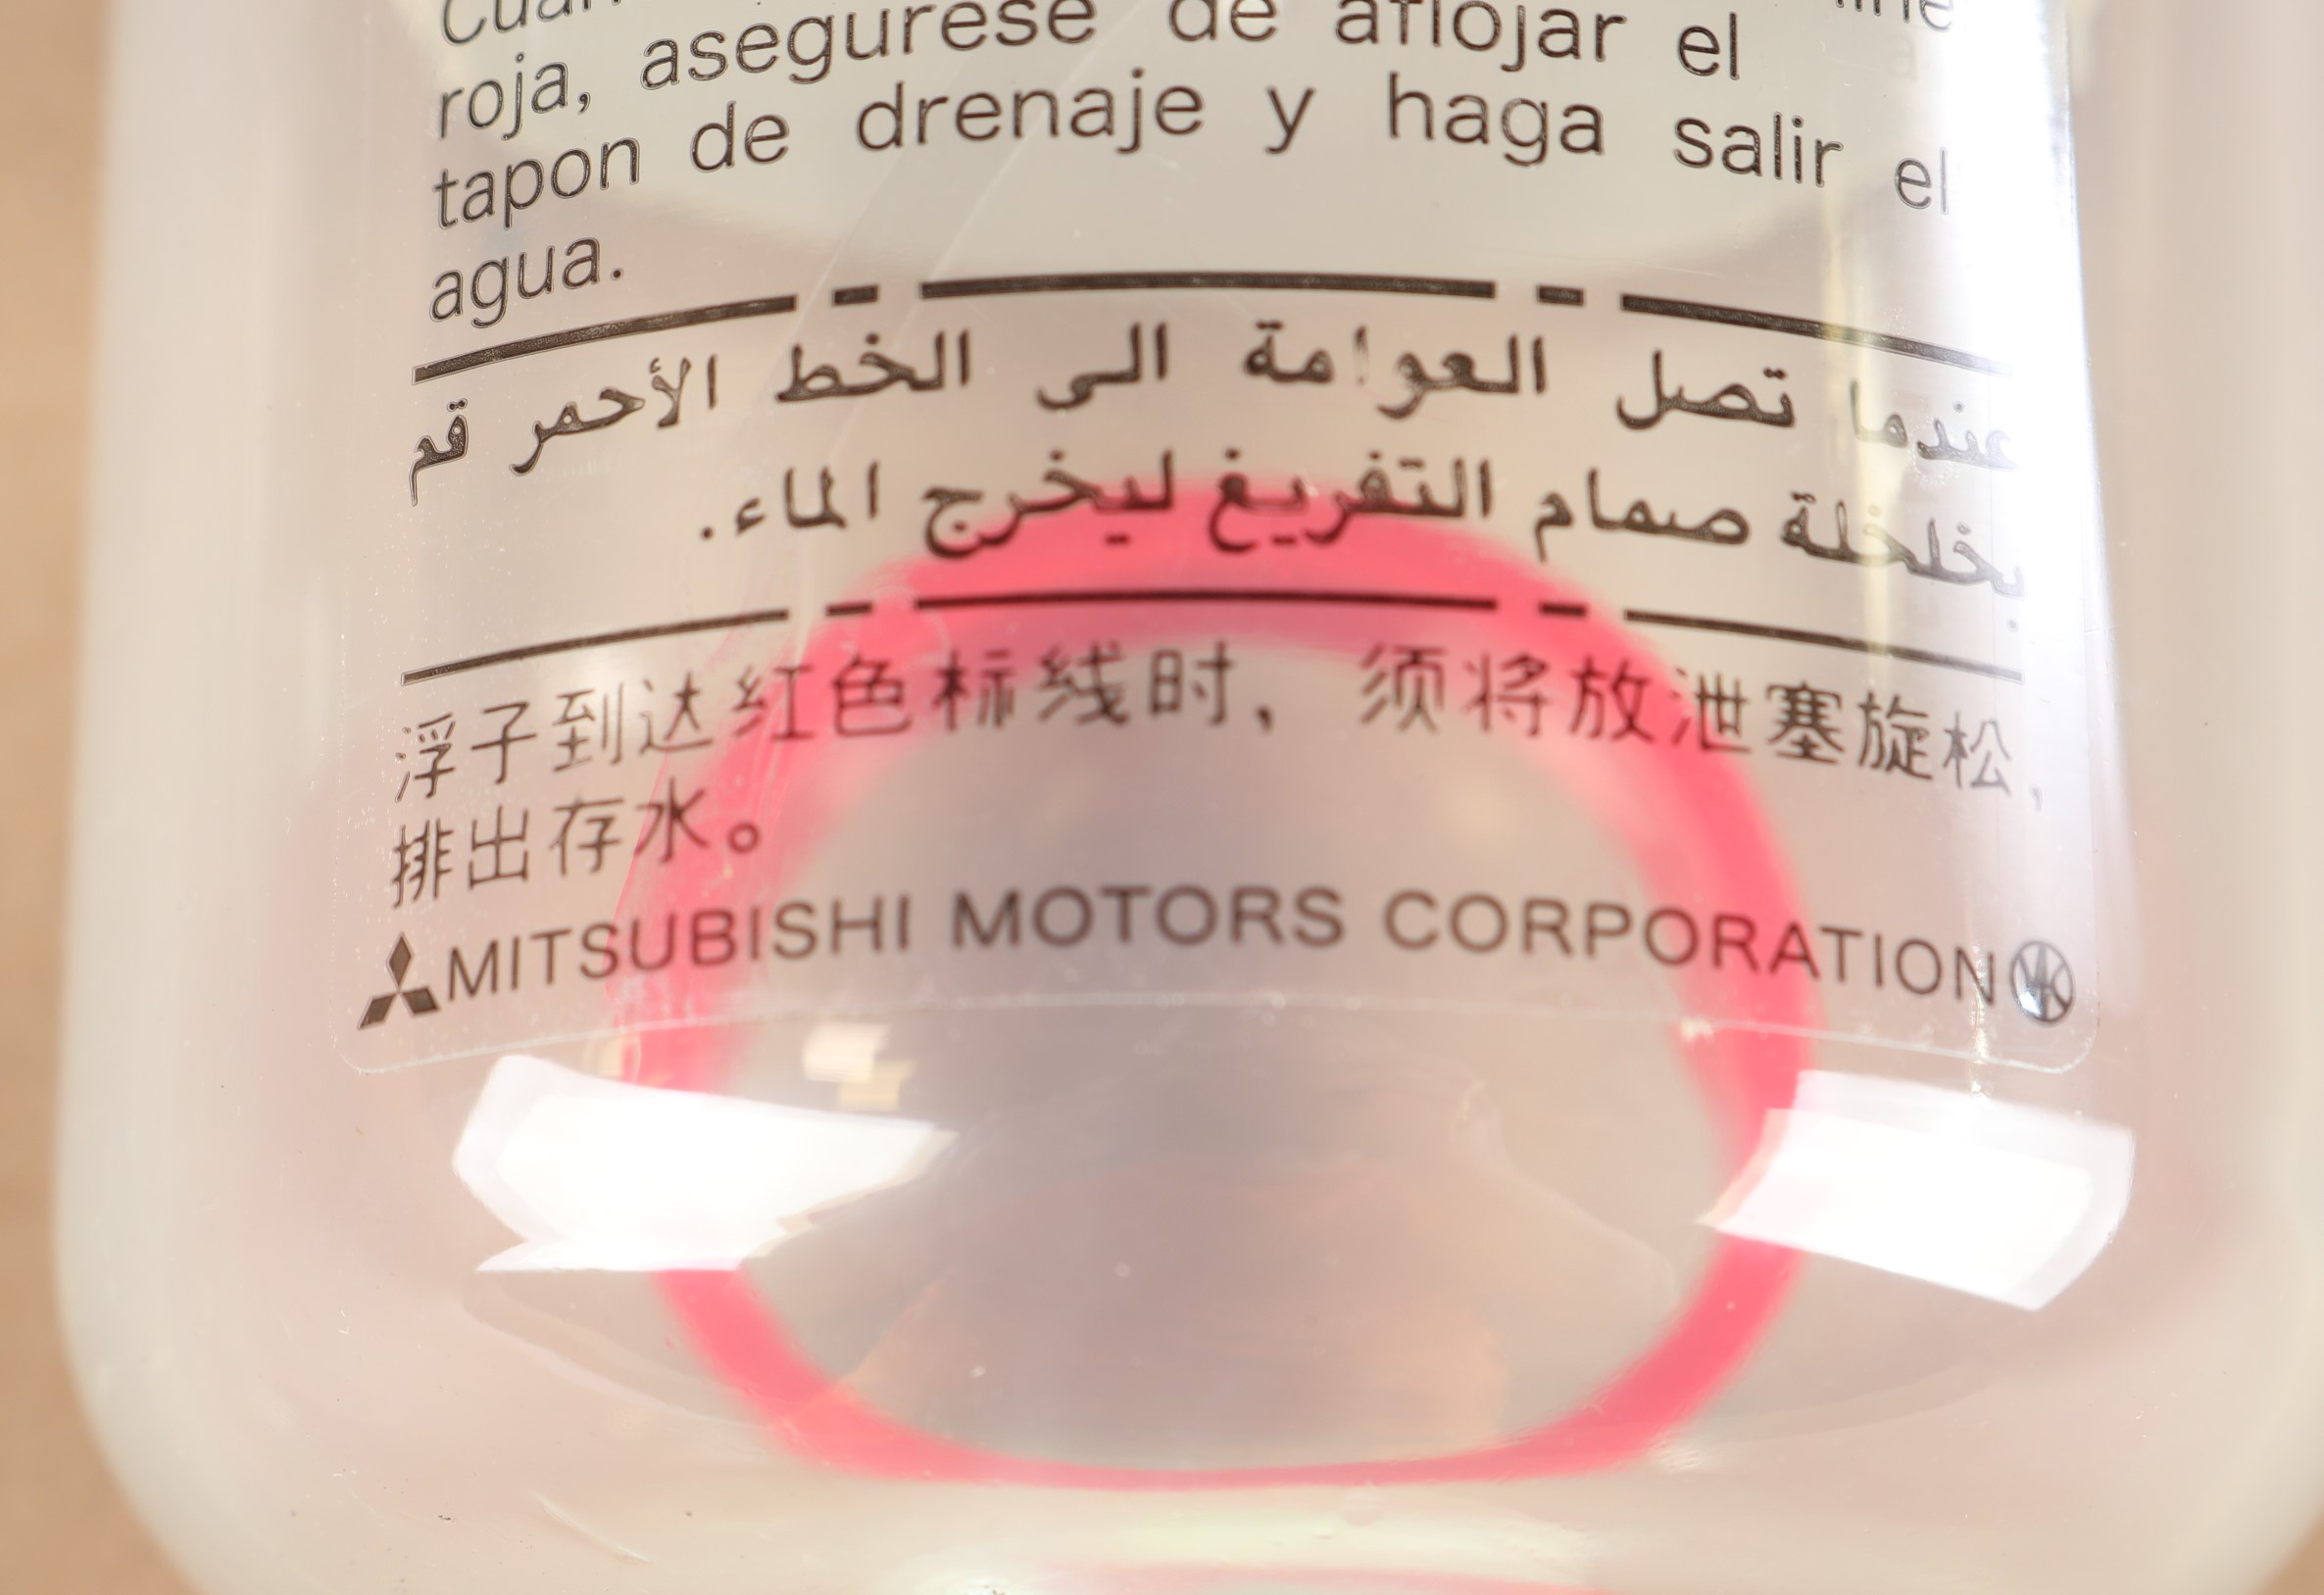 roja, asegurese de aflojar el
tapon de drenaje y haga salir el
agua.
عندما تصل العوامة الى الخط الأحمر قم
بخلخلة صمام التفريغ ليخرج الماء.
浮子到达红色标线时，须将放泄塞旋松，
排出存水。
MITSUBISHI MOTORS CORPORATION